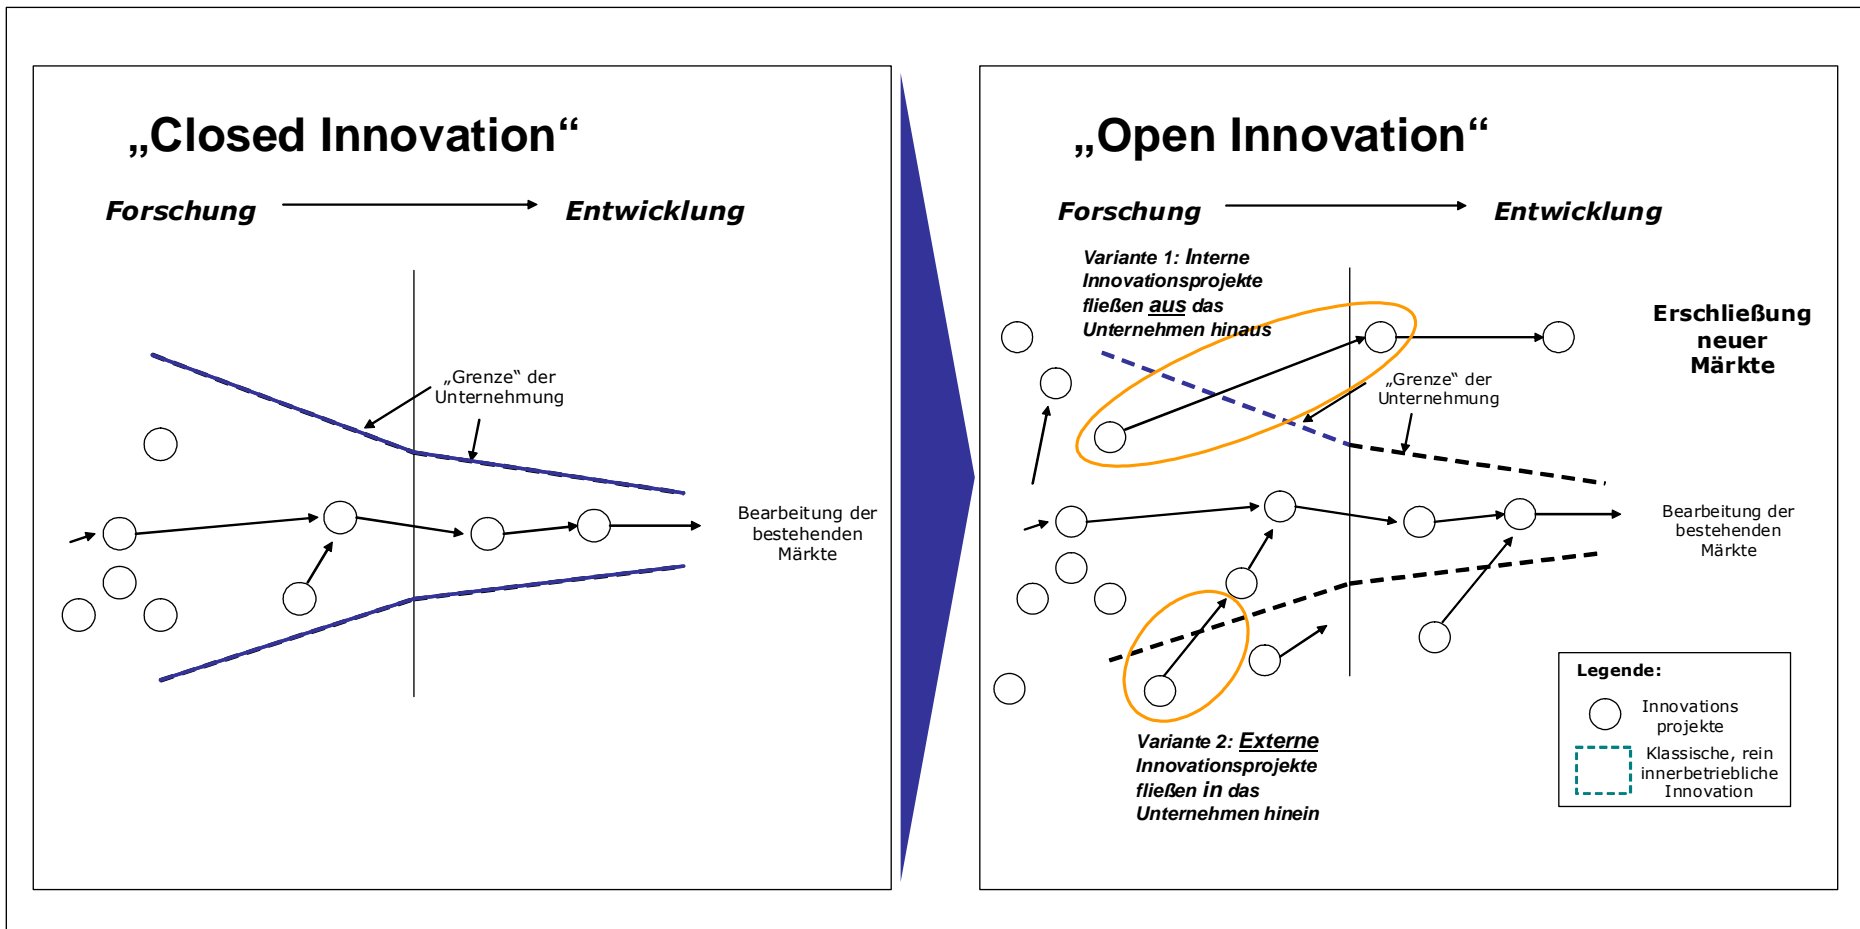 „Closed Innovation“
Forschung
Entwicklung
„Grenze“ der
Unternehmung
Bearbeitung der
bestehenden
Märkte
„Open Innovation“
Forschung
Entwicklung
Variante 1: Interne
Innovationsprojekte
fließen aus das
Unternehmen hinaus
Erschließung
neuer
Märkte
„Grenze“ der
Unternehmung
Bearbeitung der
bestehenden
Märkte
Variante 2: Externe
Innovationsprojekte
fließen in das
Unternehmen hinein
Legende:
Innovations
projekte
Klassische, rein
innerbetriebliche
Innovation